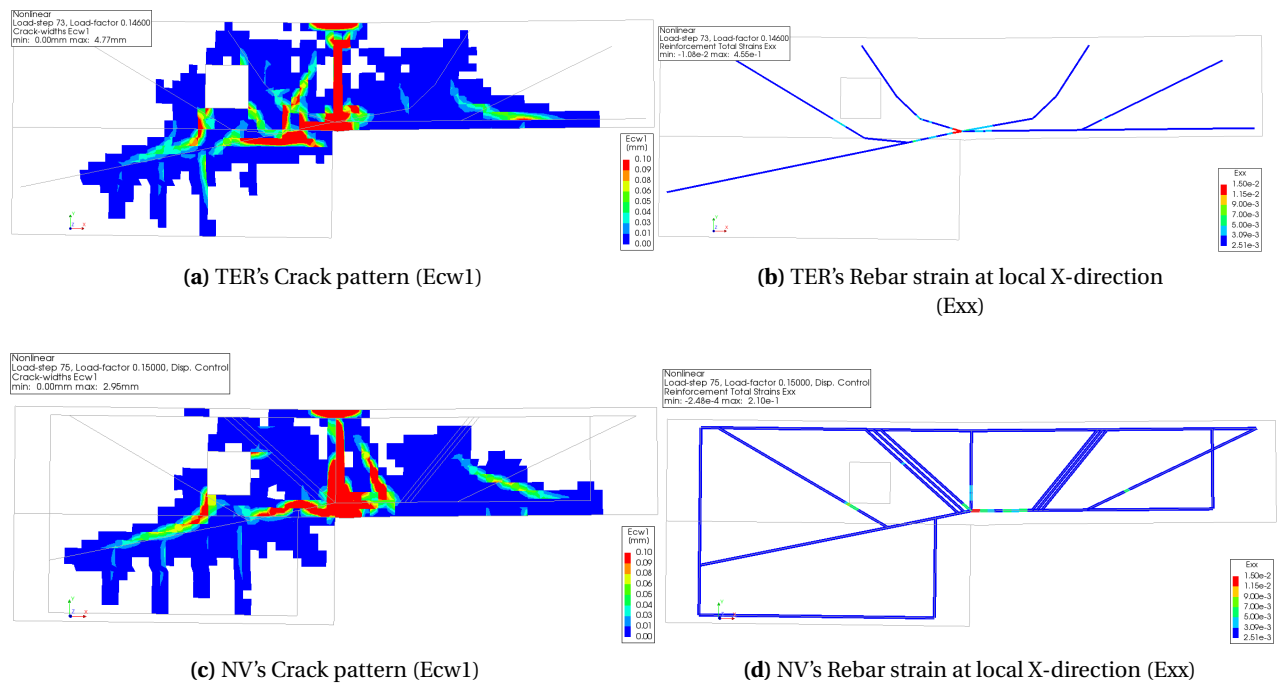 Nonlinear
Load-step 73, Load-factor 0.14600
Crack-widths Ecw1
min: 0.00mm max: 4.77mm
Ecw1
(mm)
0.10
0.09
0.08
0.06
0.05
0.04
0.03
0.01
0.00
(a) TER's Crack pattern (Ecw1)
Nonlinear
Load-step 73, Load-factor 0.14600
Reinforcement Total Strains Exx
min: -1.08e-2 max: 4.55e-1
Exx
1.50e-2
1.15e-2
9.00e-3
7.00e-3
5.00e-3
3.09e-3
2.51e-3
(b) TER's Rebar strain at local X-direction
(Exx)
Nonlinear
Load-step 75, Load-factor 0.15000, Disp. Control
Crack-widths Ecw1
min: 0.00mm max: 2.95mm
Ecw1
(mm)
0.10
0.09
0.08
0.06
0.05
0.04
0.03
0.01
0.00
(c) NV's Crack pattern (Ecw1)
Nonlinear
Load-step 75, Load-factor 0.15000, Disp. Control
Reinforcement Total Strains Exx
min: -2.48e-4 max: 2.10e-1
Exx
1.50e-2
1.15e-2
9.00e-3
7.00e-3
5.00e-3
3.09e-3
2.51e-3
(d) NV's Rebar strain at local X-direction (Exx)